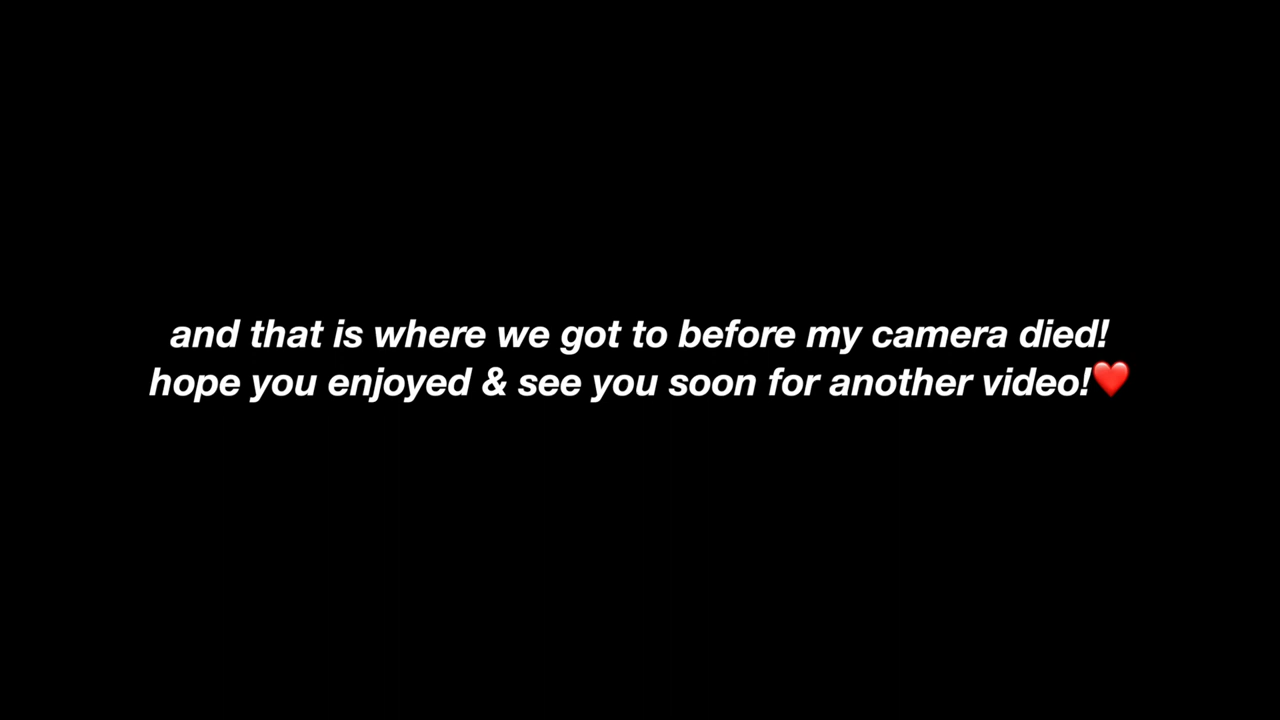 and that is where we got to before my camera died!
hope you enjoyed & see you soon for another video!❤️